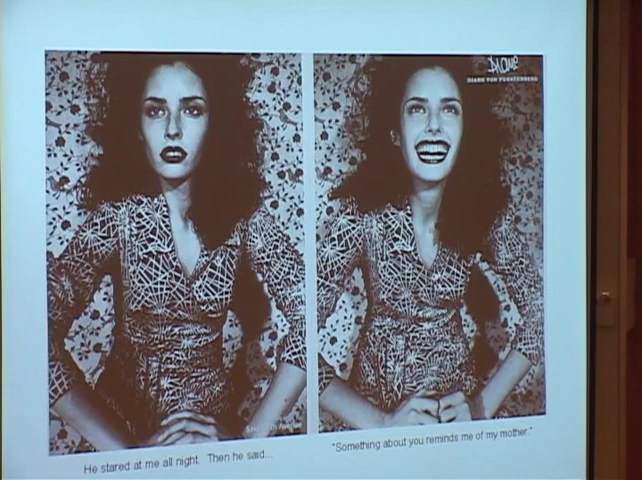 DIANE VON FURSTENBERG
He stared at me all night. Then he said...
"Something about you reminds me of my mother."